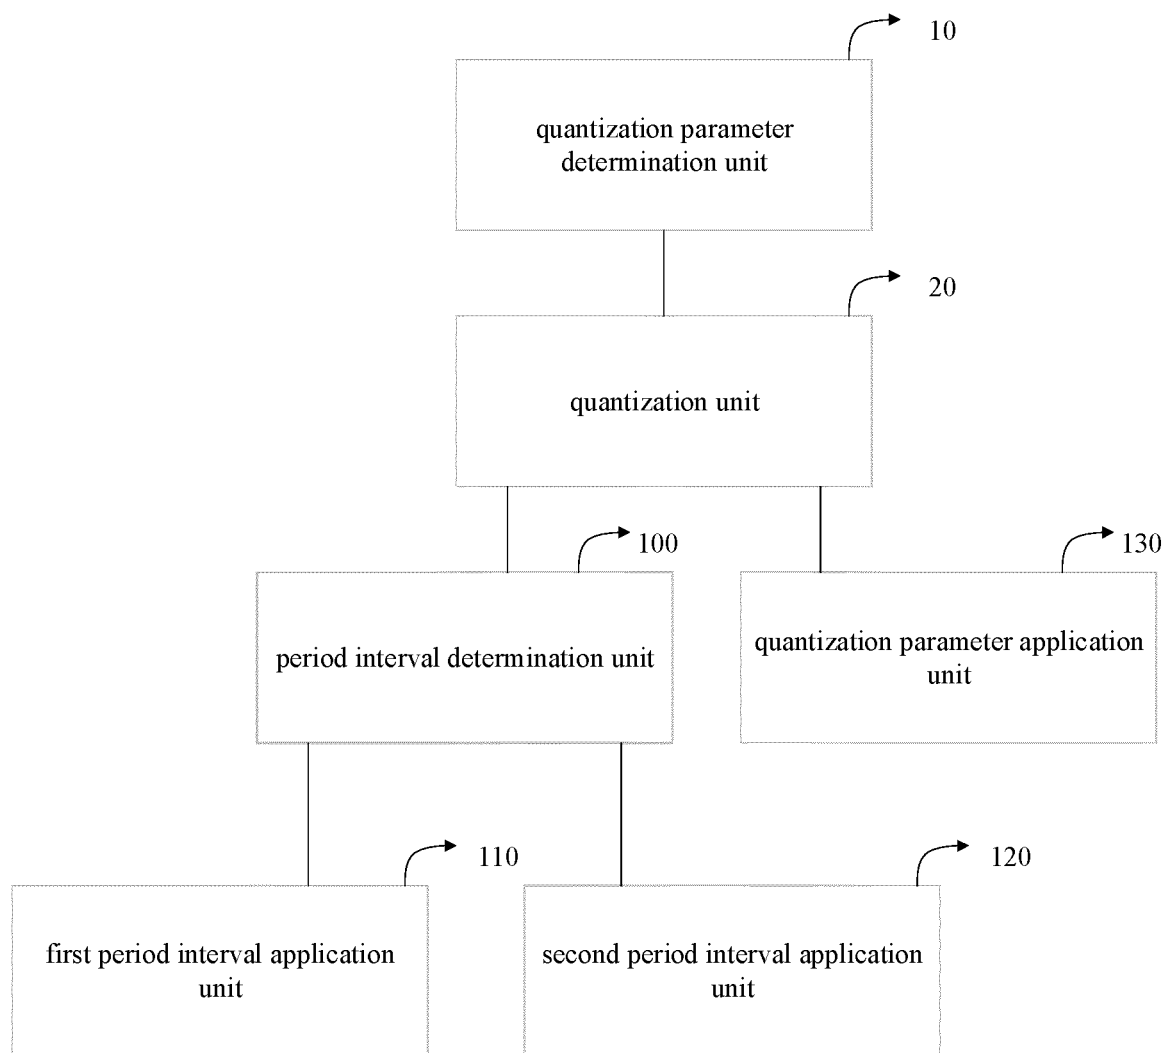 10
quantization parameter
determination unit
20
quantization unit
100
period interval determination unit
130
quantization parameter application
unit
110
first period interval application
unit
120
second period interval application
unit